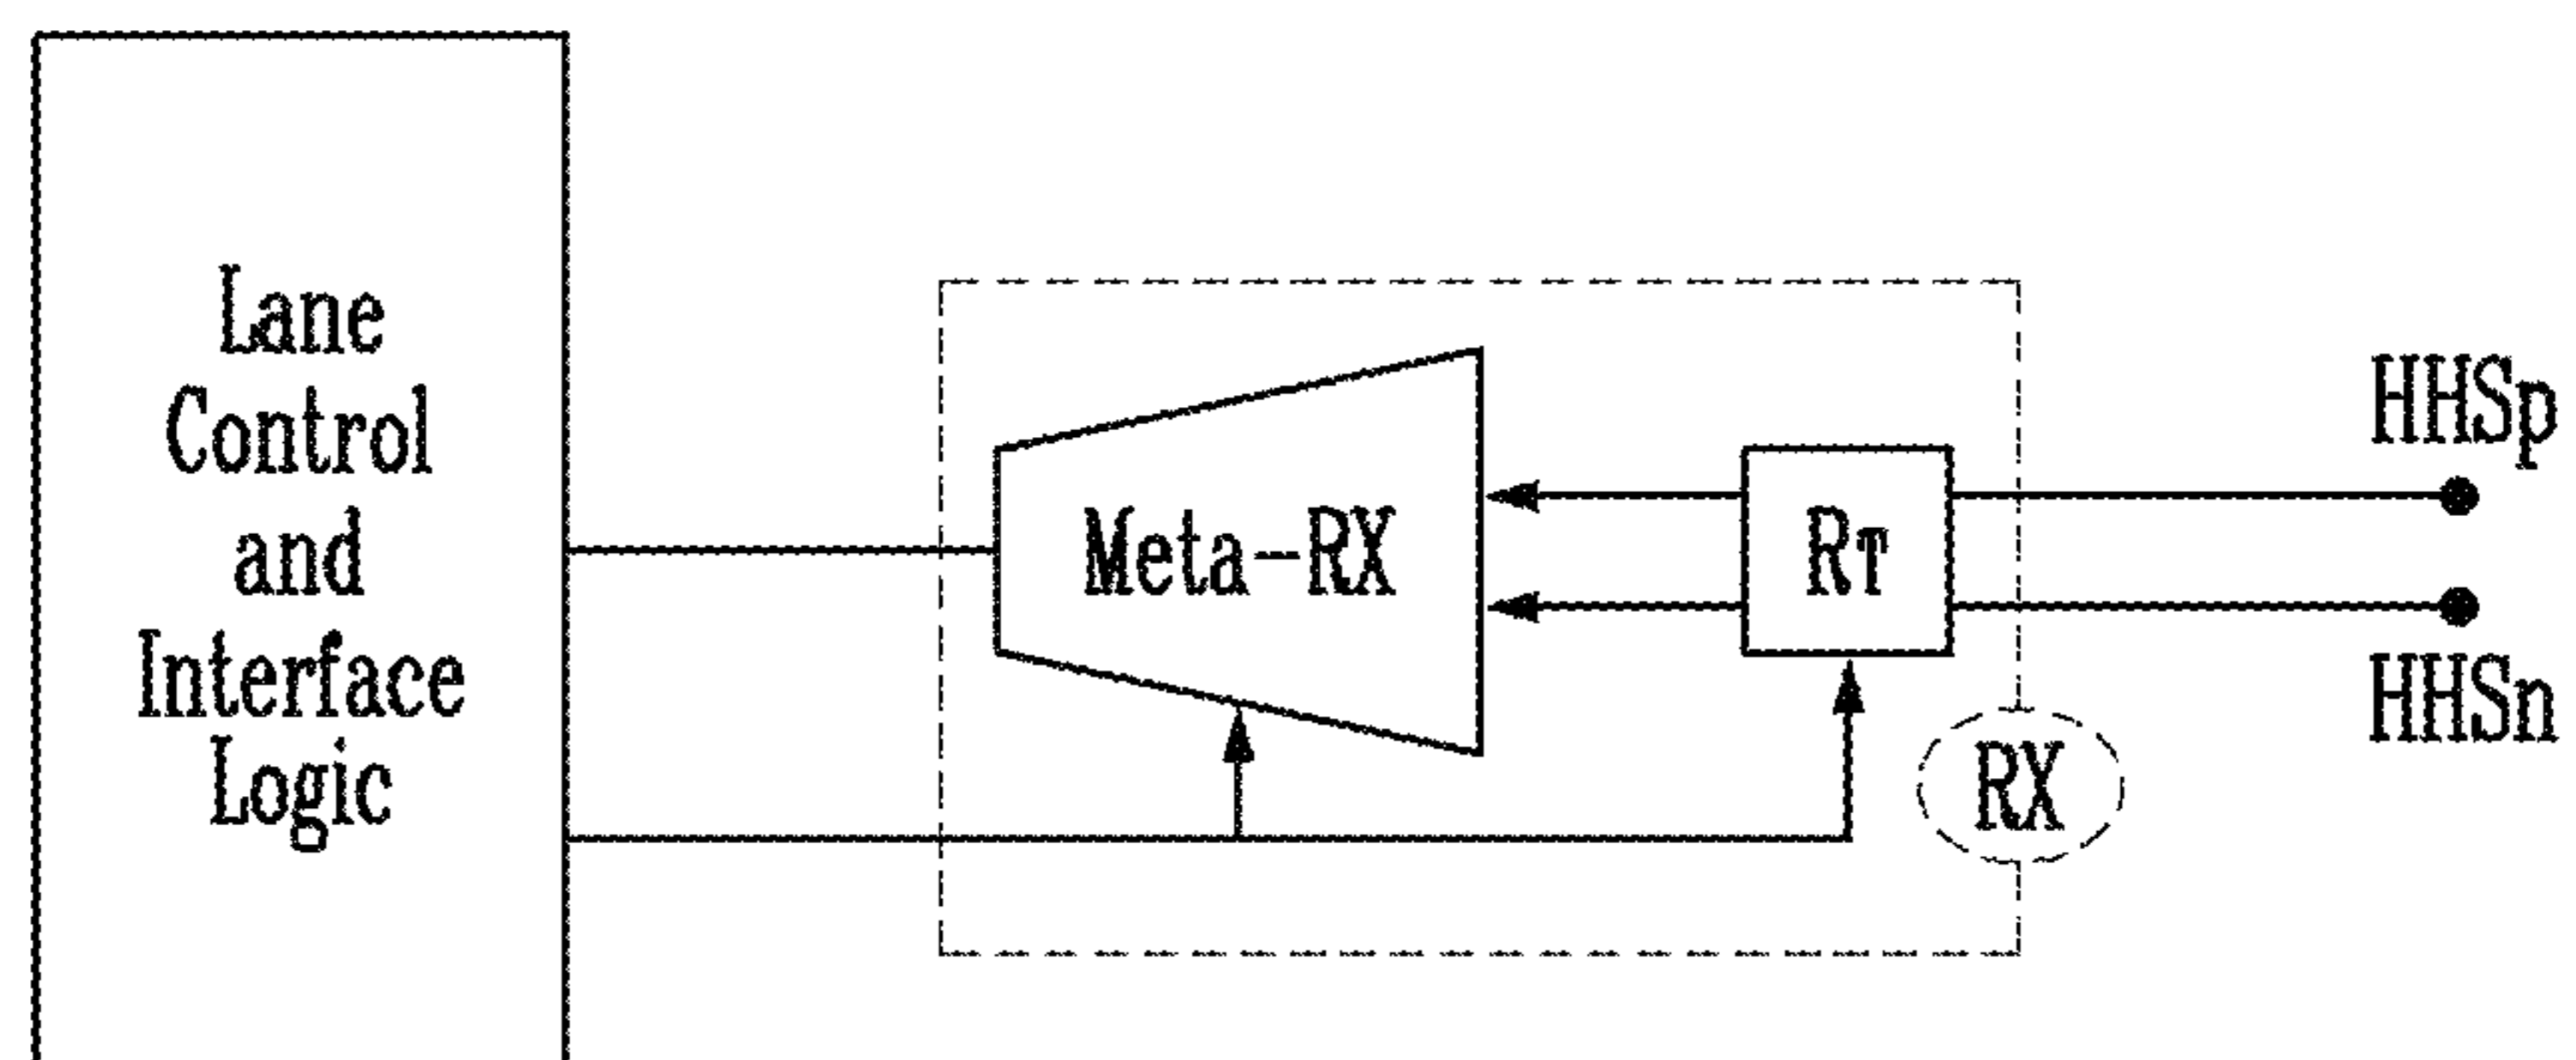 Lane
Control
and
Interface
Logic
Meta-RX
RT
HHSp
HHSn
RX